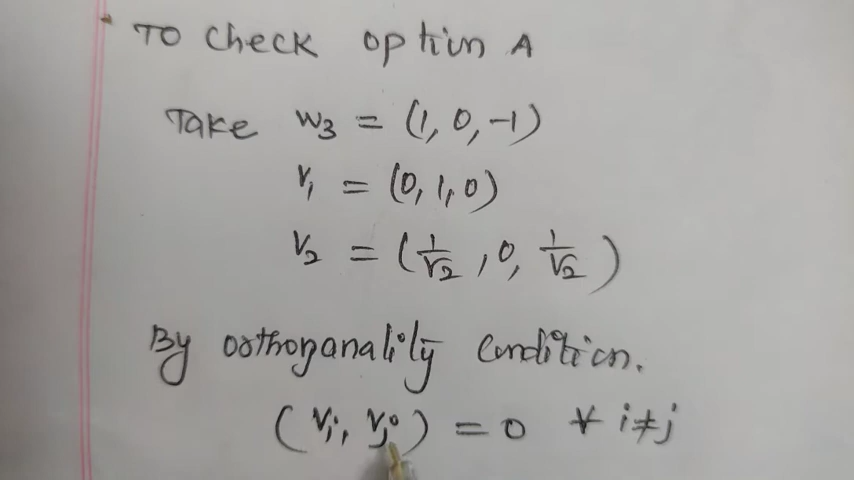 TO Check option A
Take w₃ = (1, 0, -1)
v₁ = (0, 1, 0)
v₂ = (1/√2, 0, 1/√2)
By orthoganality Condition.
(vᵢ, vⱼ) = 0 ∀ i≠j